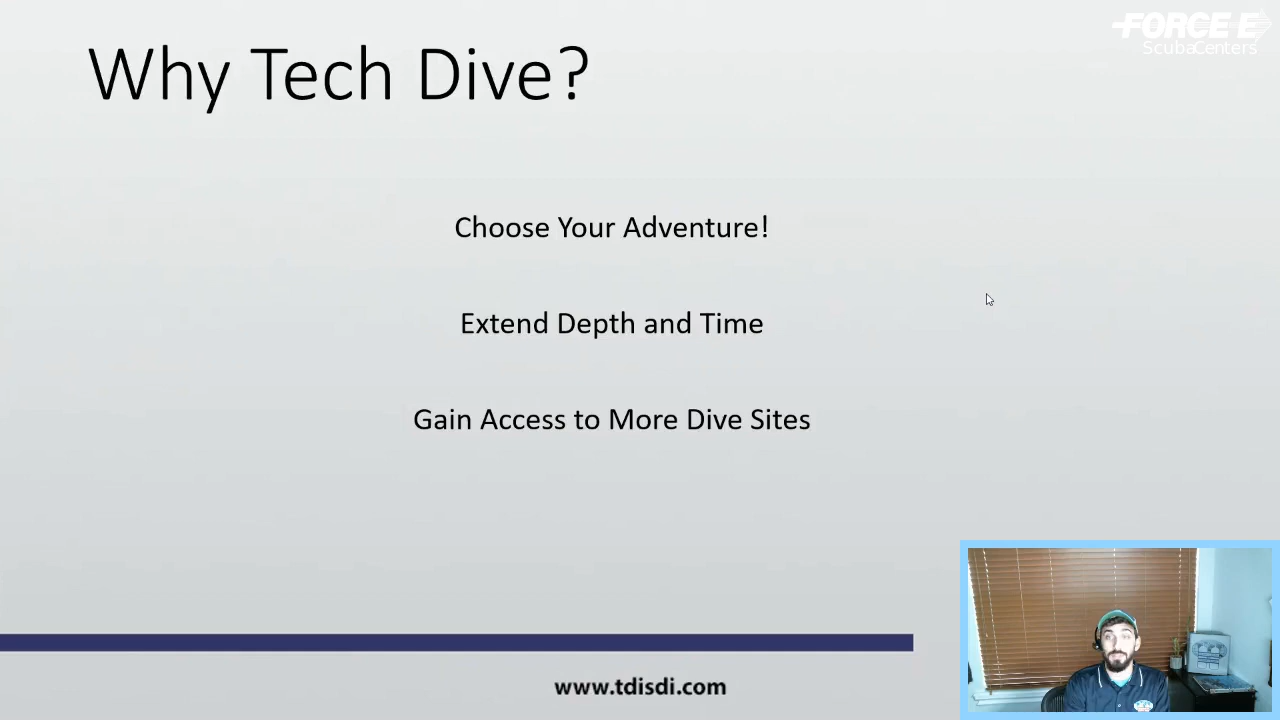 FORCE E
ScubaCenters
Why Tech Dive?
Choose Your Adventure!
Extend Depth and Time
Gain Access to More Dive Sites
www.tdisdi.com